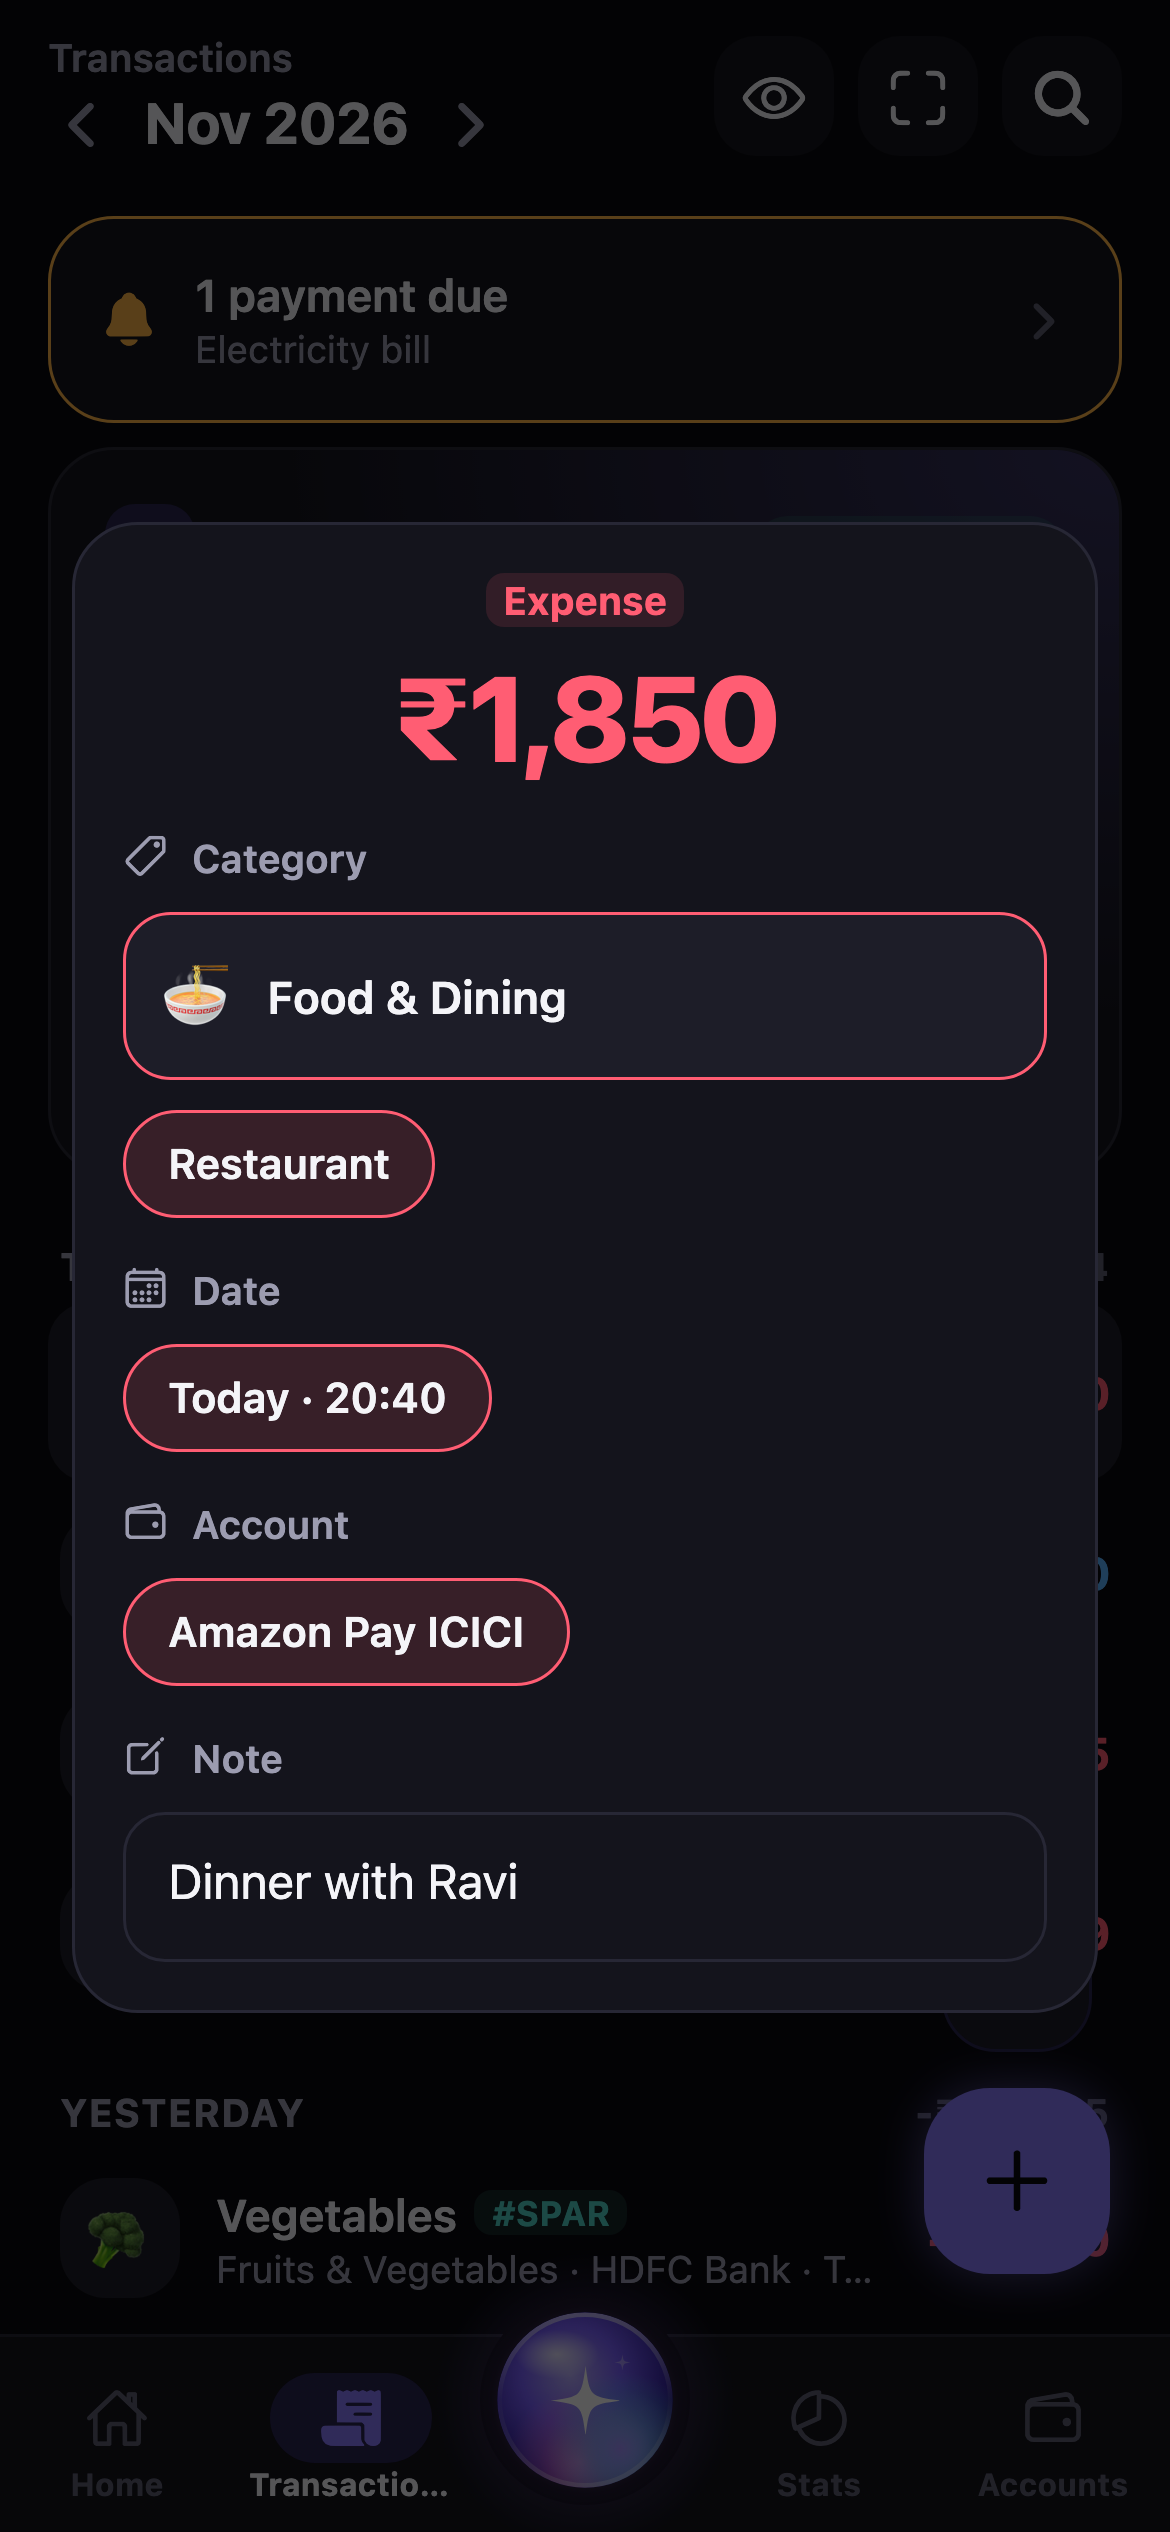 Transactions
Nov 2026
1 payment due
Electricity bill
Expense
₹1,850
Category
Food & Dining
Restaurant
Date
Today · 20:40
Account
Amazon Pay ICICI
Note
Dinner with Ravi
YESTERDAY
Vegetables #SPAR
Fruits & Vegetables · HDFC Bank · T...
Home
Transactio...
Stats
Accounts